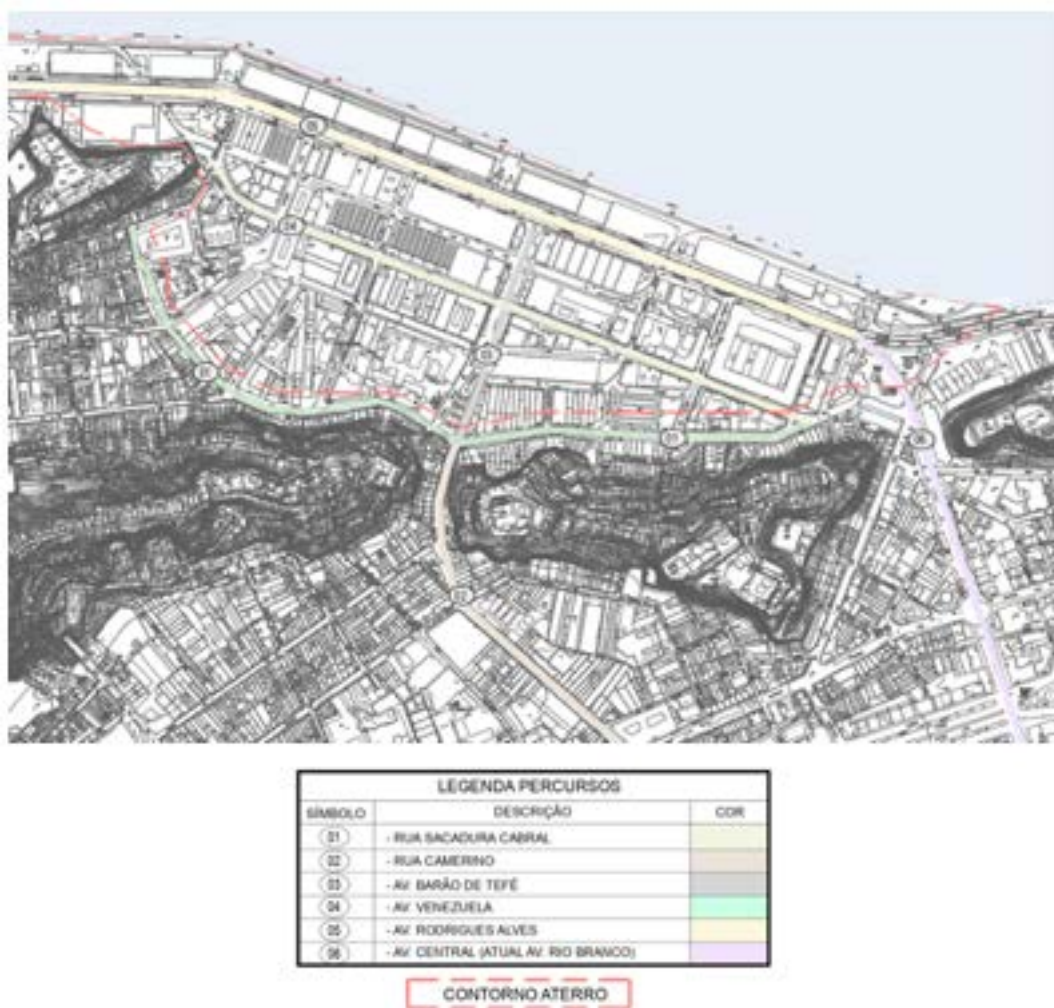 LEGENDA PERCURSOS
SÍMBOLO DESCRIÇÃO COR
01 - RUA SACADURA CABRAL
02 - RUA CAMERINO
03 - AV. BARÃO DE TEFÉ
04 - AV. VENEZUELA
05 - AV. RODRIGUES ALVES
06 - AV. CENTRAL (ATUAL AV. RIO BRANCO)
CONTORNO ATERRO